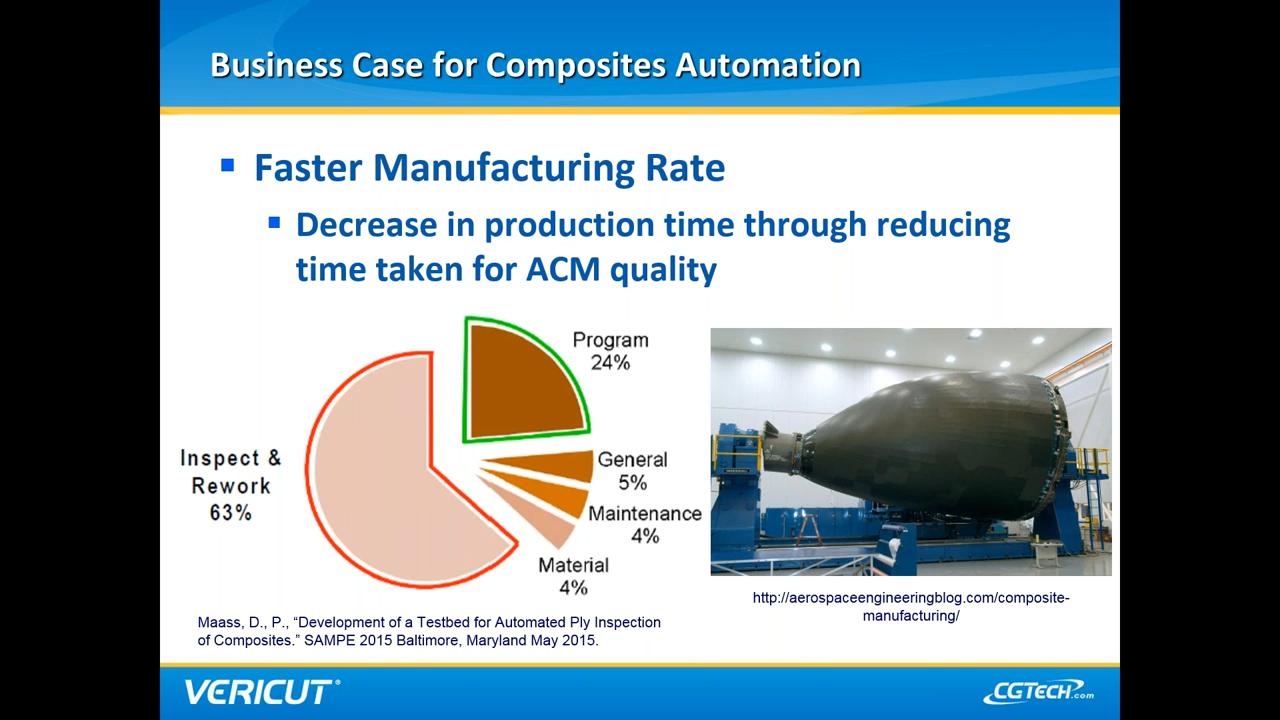 Business Case for Composites Automation
Faster Manufacturing Rate
Decrease in production time through reducing
time taken for ACM quality
Program
24%
General
5%
Maintenance
4%
Material
4%
Inspect &
Rework
63%
http://aerospaceengineeringblog.com/composite-
manufacturing/
Maass, D., P., “Development of a Testbed for Automated Ply Inspection
of Composites.” SAMPE 2015 Baltimore, Maryland May 2015.
VERICUT®
CGTECH.com